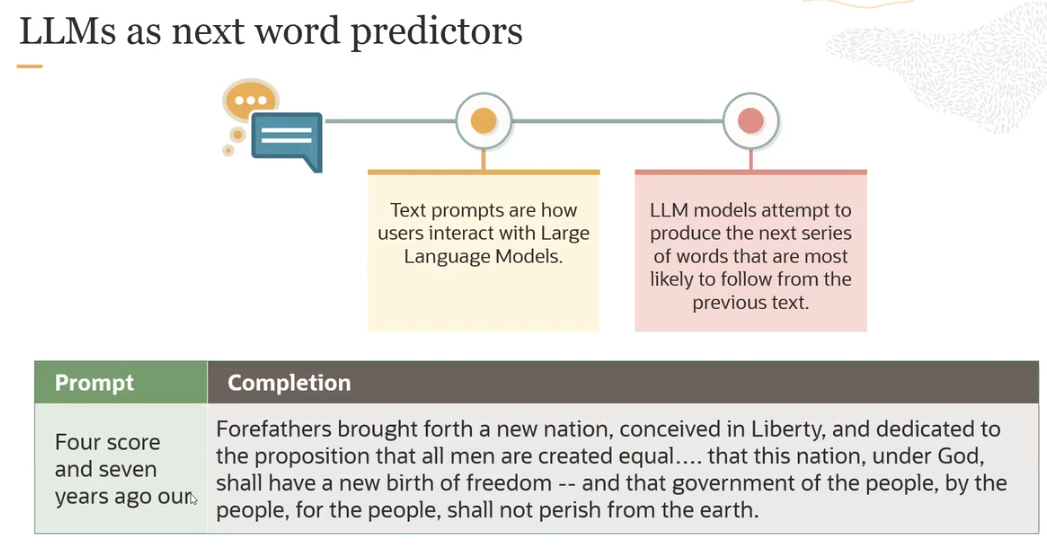 LLMs as next word predictors
Text prompts are how
users interact with Large
Language Models.
LLM models attempt to
produce the next series
of words that are most
likely to follow from the
previous text.
Prompt
Completion
Four score
and seven
years ago our
Forefathers brought forth a new nation, conceived in Liberty, and dedicated to
the proposition that all men are created equal.... that this nation, under God,
shall have a new birth of freedom -- and that government of the people, by the
people, for the people, shall not perish from the earth.